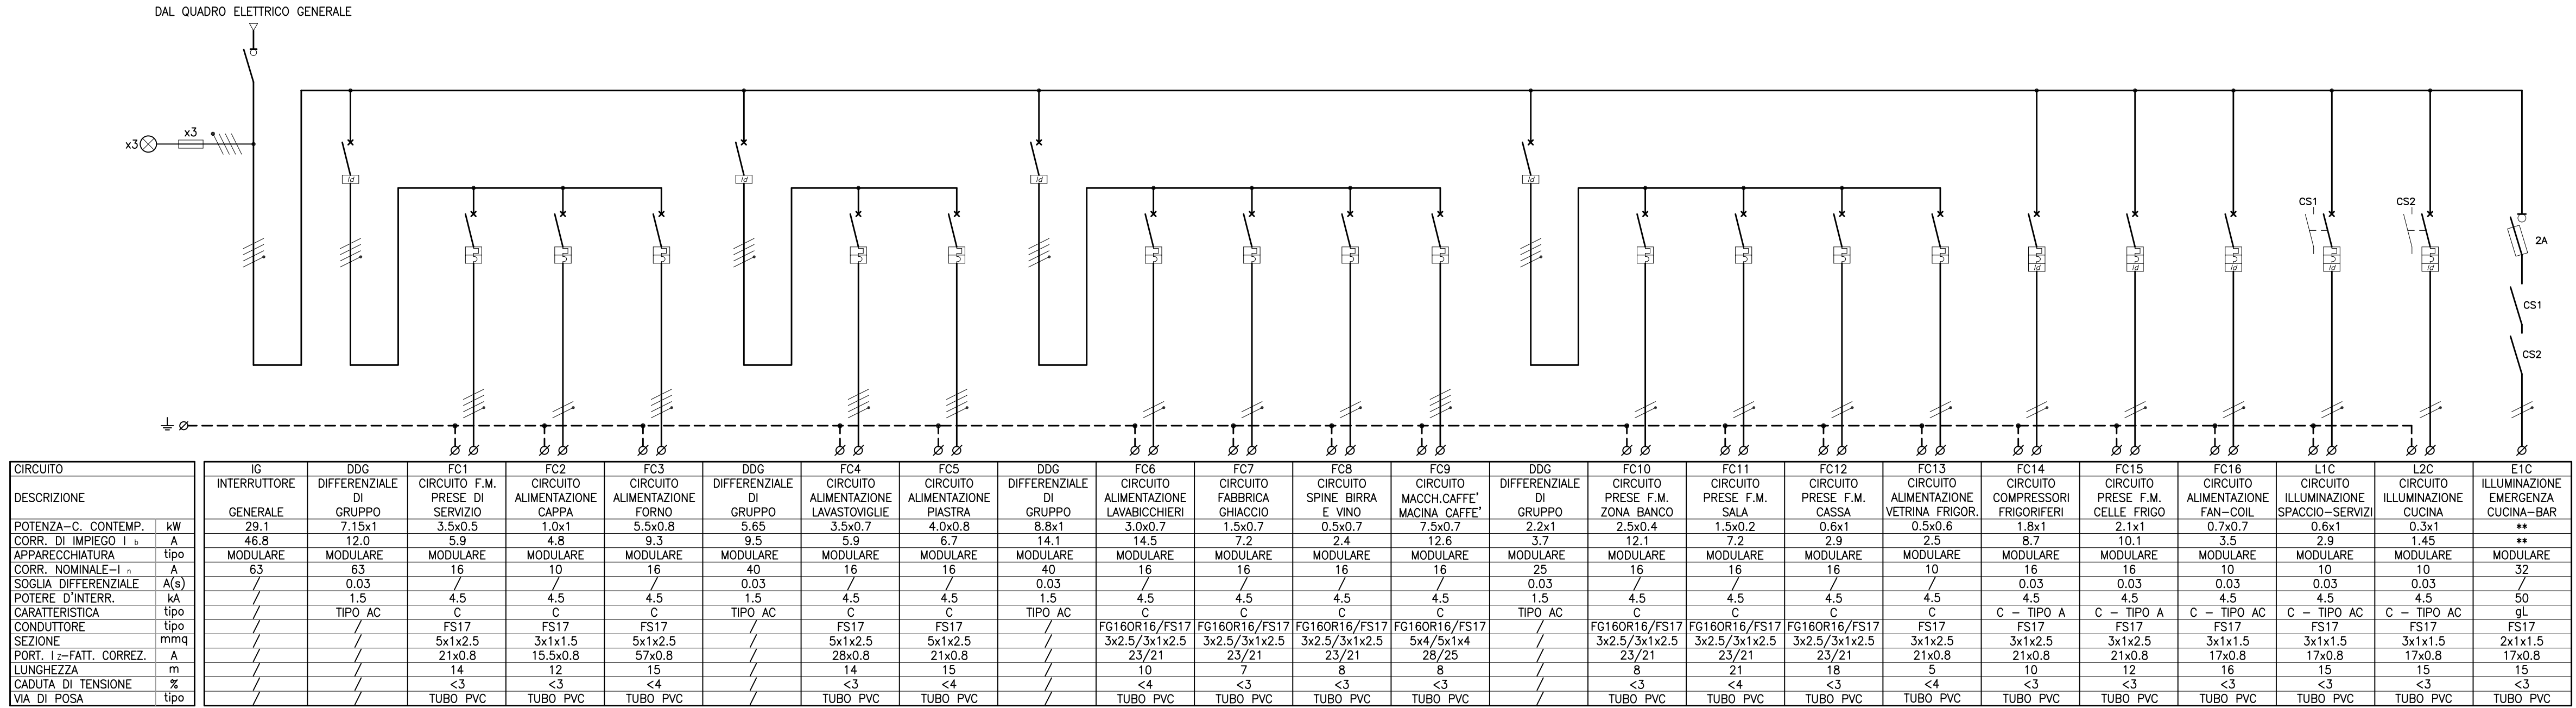 DAL QUADRO ELETTRICO GENERALE
x3
x3
Id
Id
Id
Id
CS1
CS2
2A
CS1
CS2
Id
Id
Id
Id
Id
CIRCUITO IG DDG FC1 FC2 FC3 DDG FC4 FC5 DDG FC6 FC7 FC8 FC9 DDG FC10 FC11 FC12 FC13 FC14 FC15 FC16 L1C L2C E1C
DESCRIZIONE
INTERRUTTORE GENERALE
DIFFERENZIALE DI GRUPPO
CIRCUITO F.M. PRESE DI SERVIZIO
CIRCUITO ALIMENTAZIONE CAPPA
CIRCUITO ALIMENTAZIONE FORNO
DIFFERENZIALE DI GRUPPO
CIRCUITO ALIMENTAZIONE LAVASTOVIGLIE
CIRCUITO ALIMENTAZIONE PIASTRA
DIFFERENZIALE DI GRUPPO
CIRCUITO ALIMENTAZIONE LAVABICCHIERI
CIRCUITO FABBRICA GHIACCIO
CIRCUITO SPINE BIRRA E VINO
CIRCUITO MACCH.CAFFE' MACINA CAFFE'
DIFFERENZIALE DI GRUPPO
CIRCUITO PRESE F.M. ZONA BANCO
CIRCUITO PRESE F.M. SALA
CIRCUITO PRESE F.M. CASSA
CIRCUITO ALIMENTAZIONE VETRINA FRIGOR.
CIRCUITO COMPRESSORI FRIGORIFERI
CIRCUITO PRESE F.M. CELLE FRIGO
CIRCUITO ALIMENTAZIONE FAN-COIL
CIRCUITO ILLUMINAZIONE SPACCIO-SERVIZI
CIRCUITO ILLUMINAZIONE CUCINA
ILLUMINAZIONE EMERGENZA CUCINA-BAR
POTENZA-C. CONTEMP. kW 29.1 7.15x1 3.5x0.5 1.0x1 5.5x0.8 5.65 3.5x0.7 4.0x0.8 8.8x1 3.0x0.7 1.5x0.7 0.5x0.7 7.5x0.7 2.2x1 2.5x0.4 1.5x0.2 0.6x1 0.5x0.6 1.8x1 2.1x1 0.7x0.7 0.6x1 0.3x1 **
CORR. DI IMPIEGO I b A 46.8 12.0 5.9 4.8 9.3 9.5 5.9 6.7 14.1 14.5 7.2 2.4 12.6 3.7 12.1 7.2 2.9 2.5 8.7 10.1 3.5 2.9 1.45 **
APPARECCHIATURA tipo MODULARE MODULARE MODULARE MODULARE MODULARE MODULARE MODULARE MODULARE MODULARE MODULARE MODULARE MODULARE MODULARE MODULARE MODULARE MODULARE MODULARE MODULARE MODULARE MODULARE MODULARE MODULARE MODULARE MODULARE
CORR. NOMINALE-I n A 63 63 16 10 16 40 16 16 40 16 16 16 16 25 16 16 16 10 16 16 10 10 10 32
SOGLIA DIFFERENZIALE A(s) / 0.03 / / / 0.03 / / 0.03 / / / / 0.03 / / / / 0.03 0.03 0.03 0.03 0.03 /
POTERE D'INTERR. kA / 1.5 4.5 4.5 4.5 1.5 4.5 4.5 1.5 4.5 4.5 4.5 4.5 1.5 4.5 4.5 4.5 4.5 4.5 4.5 4.5 4.5 4.5 50
CARATTERISTICA tipo / TIPO AC C C C TIPO AC C C TIPO AC C C C C TIPO AC C C C C C - TIPO A C - TIPO A C - TIPO AC C - TIPO AC C - TIPO AC gL
CONDUTTORE tipo / / FS17 FS17 FS17 / FS17 FS17 / FG16OR16/FS17 FG16OR16/FS17 FG16OR16/FS17 FG16OR16/FS17 / FG16OR16/FS17 FG16OR16/FS17 FG16OR16/FS17 FS17 FS17 FS17 FS17 FS17 FS17 FS17
SEZIONE mmq / / 5x1x2.5 3x1x1.5 5x1x2.5 / 5x1x2.5 5x1x2.5 / 3x2.5/3x1x2.5 3x2.5/3x1x2.5 3x2.5/3x1x2.5 5x4/5x1x4 / 3x2.5/3x1x2.5 3x2.5/3x1x2.5 3x2.5/3x1x2.5 3x1x2.5 3x1x2.5 3x1x2.5 3x1x1.5 3x1x1.5 3x1x1.5 2x1x1.5
PORT. I z-FATT. CORREZ. A / / 21x0.8 15.5x0.8 57x0.8 / 28x0.8 21x0.8 / 23/21 23/21 23/21 28/25 / 23/21 23/21 23/21 21x0.8 21x0.8 21x0.8 17x0.8 17x0.8 17x0.8 17x0.8
LUNGHEZZA m / / 14 12 15 / 14 15 / 10 7 8 8 / 8 21 18 5 10 12 16 15 15 15
CADUTA DI TENSIONE % / / <3 <3 <4 / <3 <4 / <4 <3 <3 <3 / <3 <4 <3 <4 <3 <3 <3 <3 <3 <3
VIA DI POSA tipo / / TUBO PVC TUBO PVC TUBO PVC / TUBO PVC TUBO PVC / TUBO PVC TUBO PVC TUBO PVC TUBO PVC / TUBO PVC TUBO PVC TUBO PVC TUBO PVC TUBO PVC TUBO PVC TUBO PVC TUBO PVC TUBO PVC TUBO PVC